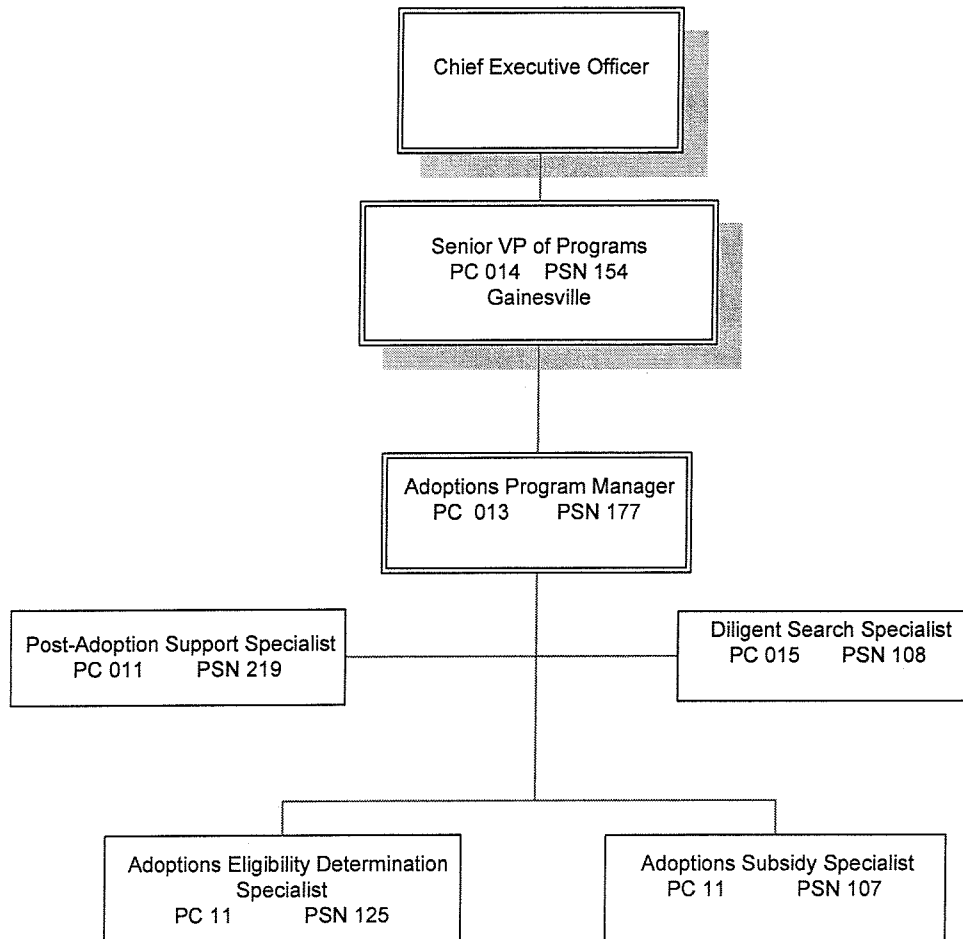 Chief Executive Officer
Senior VP of Programs
PC 014 PSN 154
Gainesville
Adoptions Program Manager
PC 013 PSN 177
Post-Adoption Support Specialist
PC 011 PSN 219
Diligent Search Specialist
PC 015 PSN 108
Adoptions Eligibility Determination
Specialist
PC 11 PSN 125
Adoptions Subsidy Specialist
PC 11 PSN 107